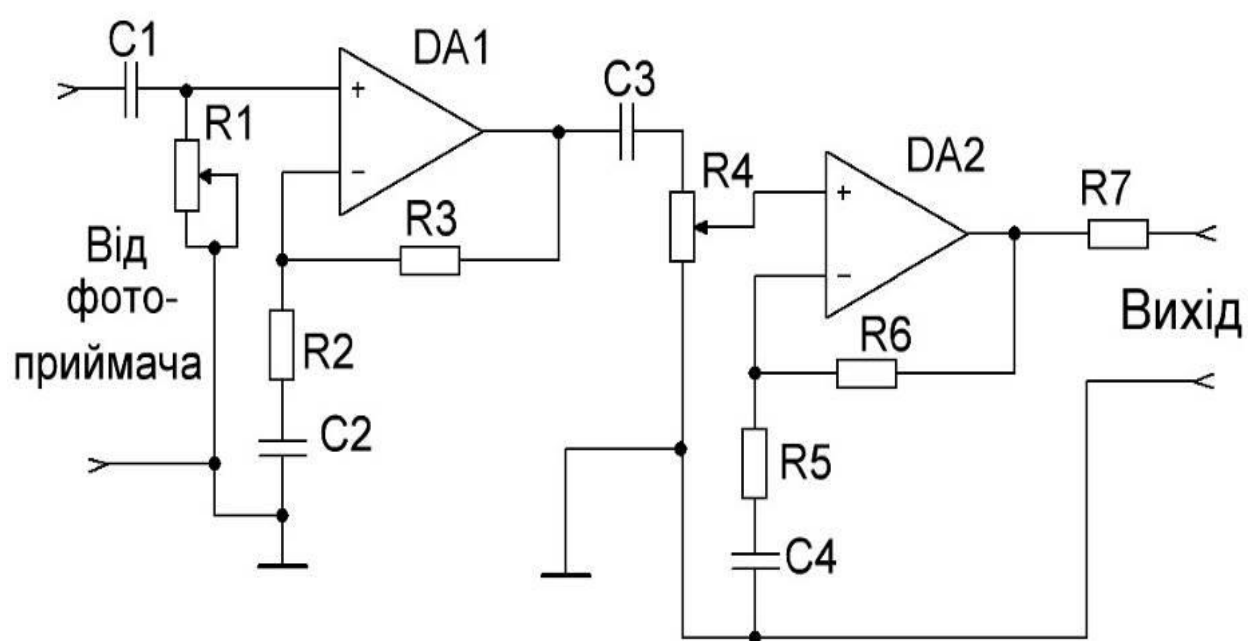 C1
DA1
R1
+
−
C3
R3
R4
DA2
+
−
R7
Від
фото-
приймача
R2
C2
R6
Вихід
R5
C4